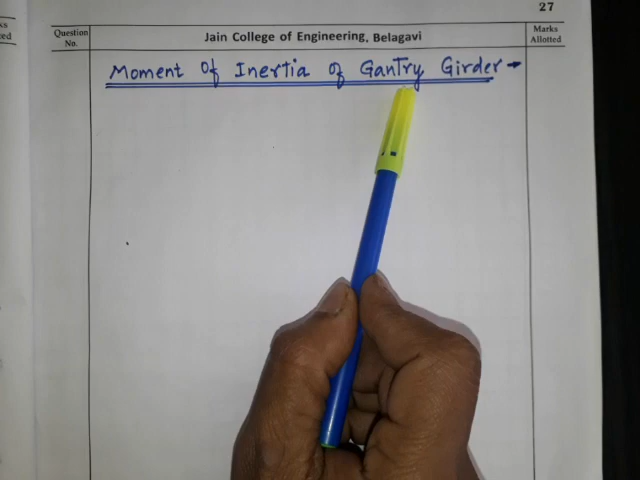 27
Question No.
Jain College of Engineering, Belagavi
Marks Allotted
Moment Of Inertia of Gantry Girder